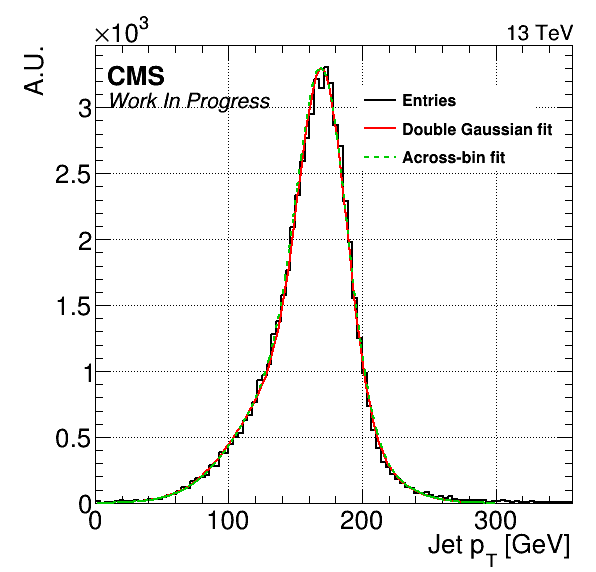 ×10³
13 TeV
A.U.
CMS
Work In Progress
Entries
Double Gaussian fit
Across-bin fit
3
2.5
2
1.5
1
0.5
0
0 100 200 300
Jet p_T [GeV]